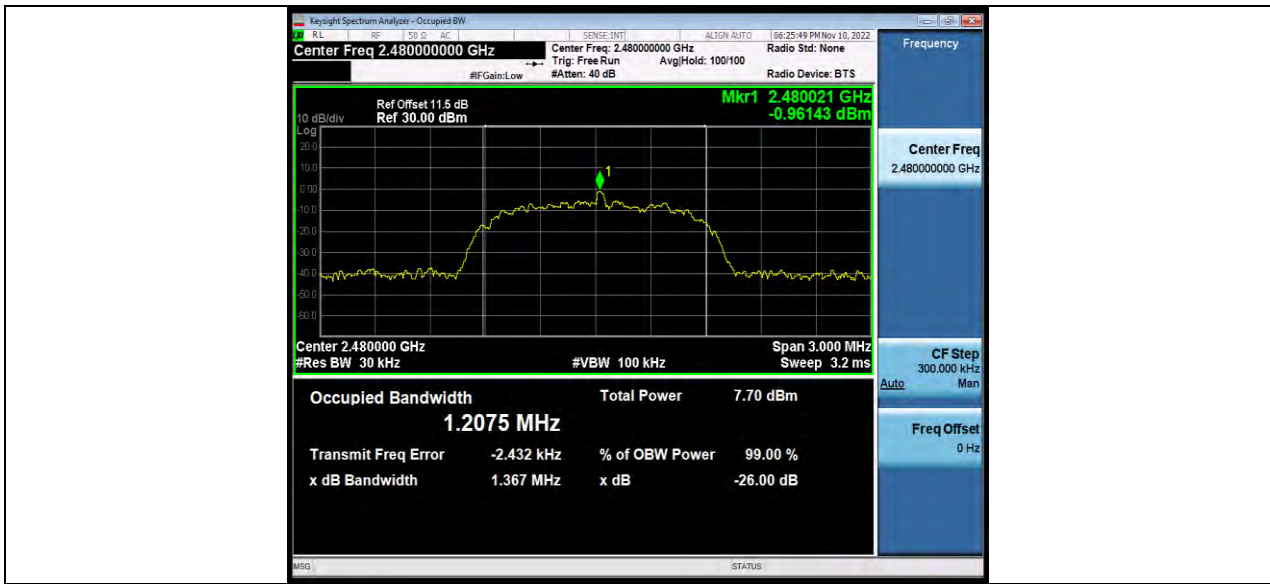 Keysight Spectrum Analyzer - Occupied BW
RL RF 50 Ω AC SENSE:INT ALIGN AUTO 06:25:49 PM Nov 10, 2022
Center Freq 2.480000000 GHz
Center Freq: 2.480000000 GHz Radio Std: None
Trig: Free Run Avg|Hold: 100/100
#IFGain:Low #Atten: 40 dB Radio Device: BTS
Frequency
Mkr1 2.480021 GHz
-0.96143 dBm
Ref Offset 11.5 dB
10 dB/div Ref 30.00 dBm
Log
20.0
10.0
0.00
-10.0
-20.0
-30.0
-40.0
-50.0
-60.0
1
Center 2.480000 GHz Span 3.000 MHz
#Res BW 30 kHz #VBW 100 kHz Sweep 3.2 ms
Center Freq
2.480000000 GHz
CF Step
300.000 kHz
Auto Man
Freq Offset
0 Hz
Occupied Bandwidth Total Power 7.70 dBm
1.2075 MHz
Transmit Freq Error -2.432 kHz % of OBW Power 99.00 %
x dB Bandwidth 1.367 MHz x dB -26.00 dB
MSG STATUS